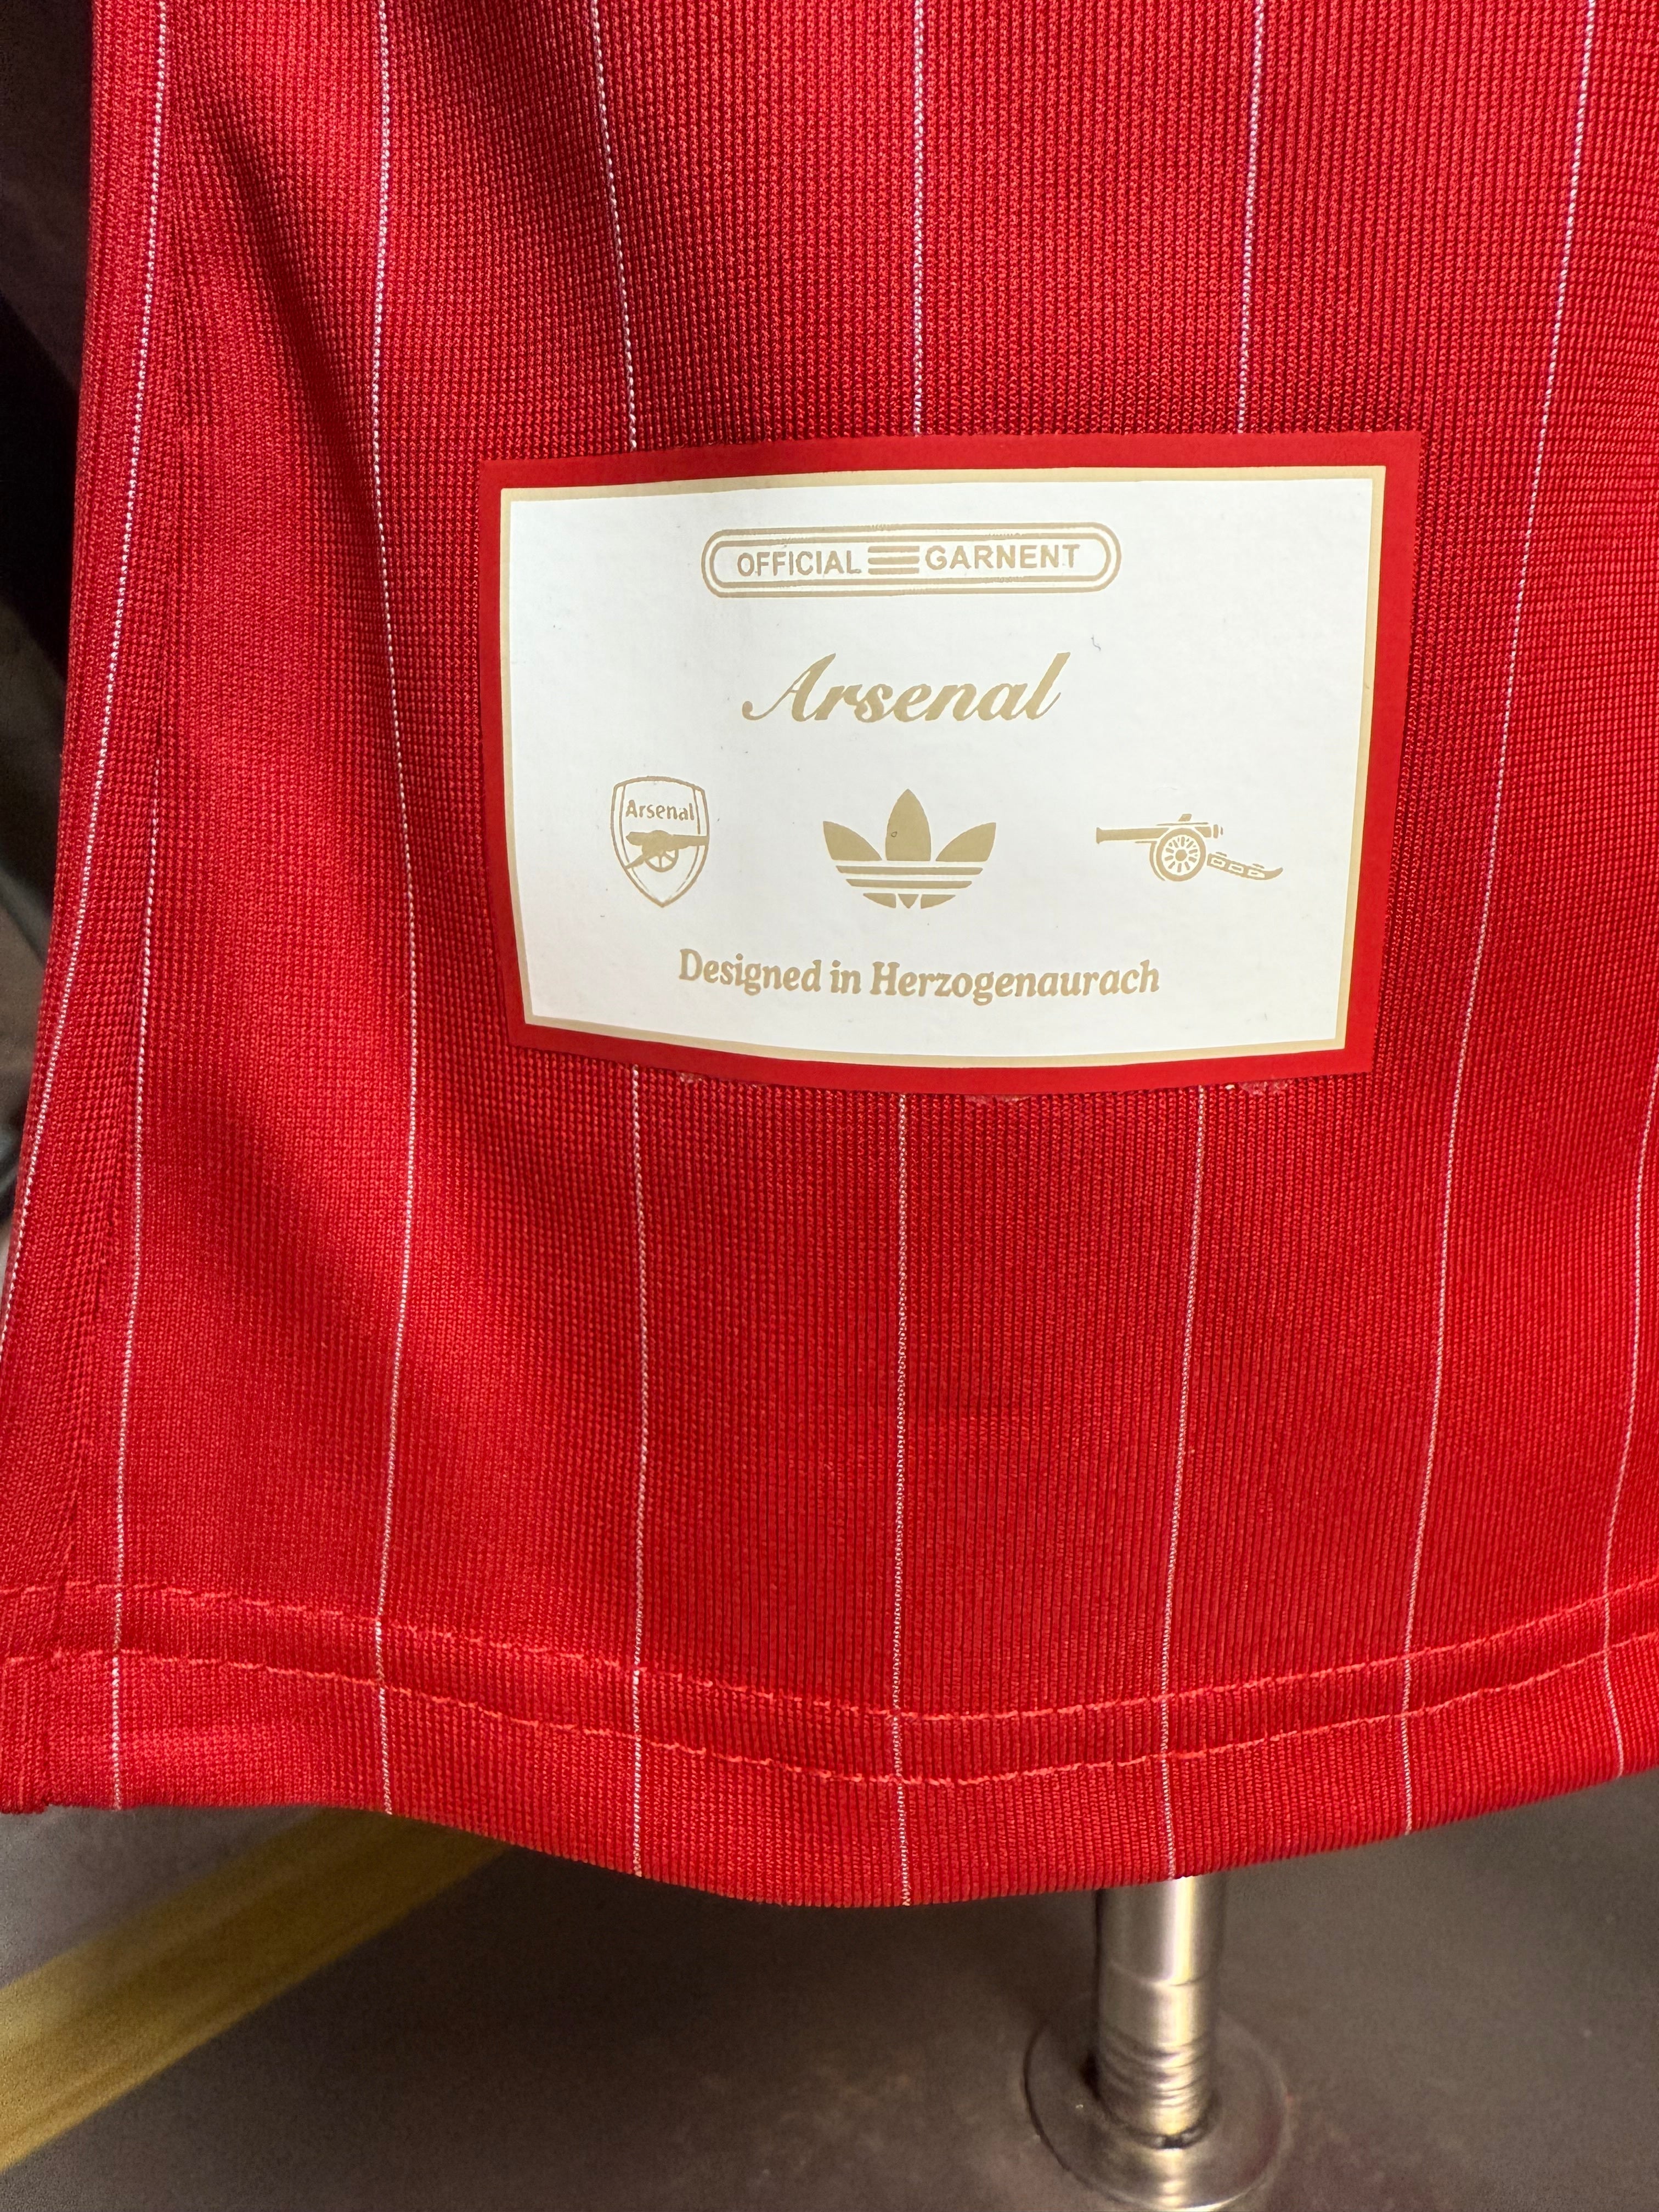 OFFICIAL GARNENT
Arsenal
Arsenal
Designed in Herzogenaurach